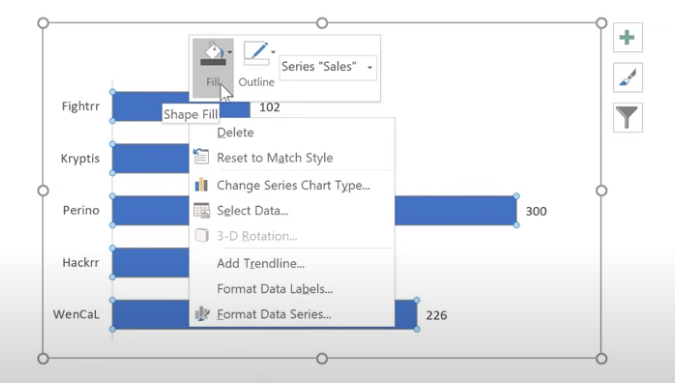 Series "Sales"
Fill
Outline
Fightrr
102
Shape Fill
Delete
Kryptis
Reset to Match Style
Change Series Chart Type...
Perino
Select Data...
300
3-D Rotation...
Hackrr
Add Trendline...
Format Data Labels...
WenCaL
Format Data Series...
226